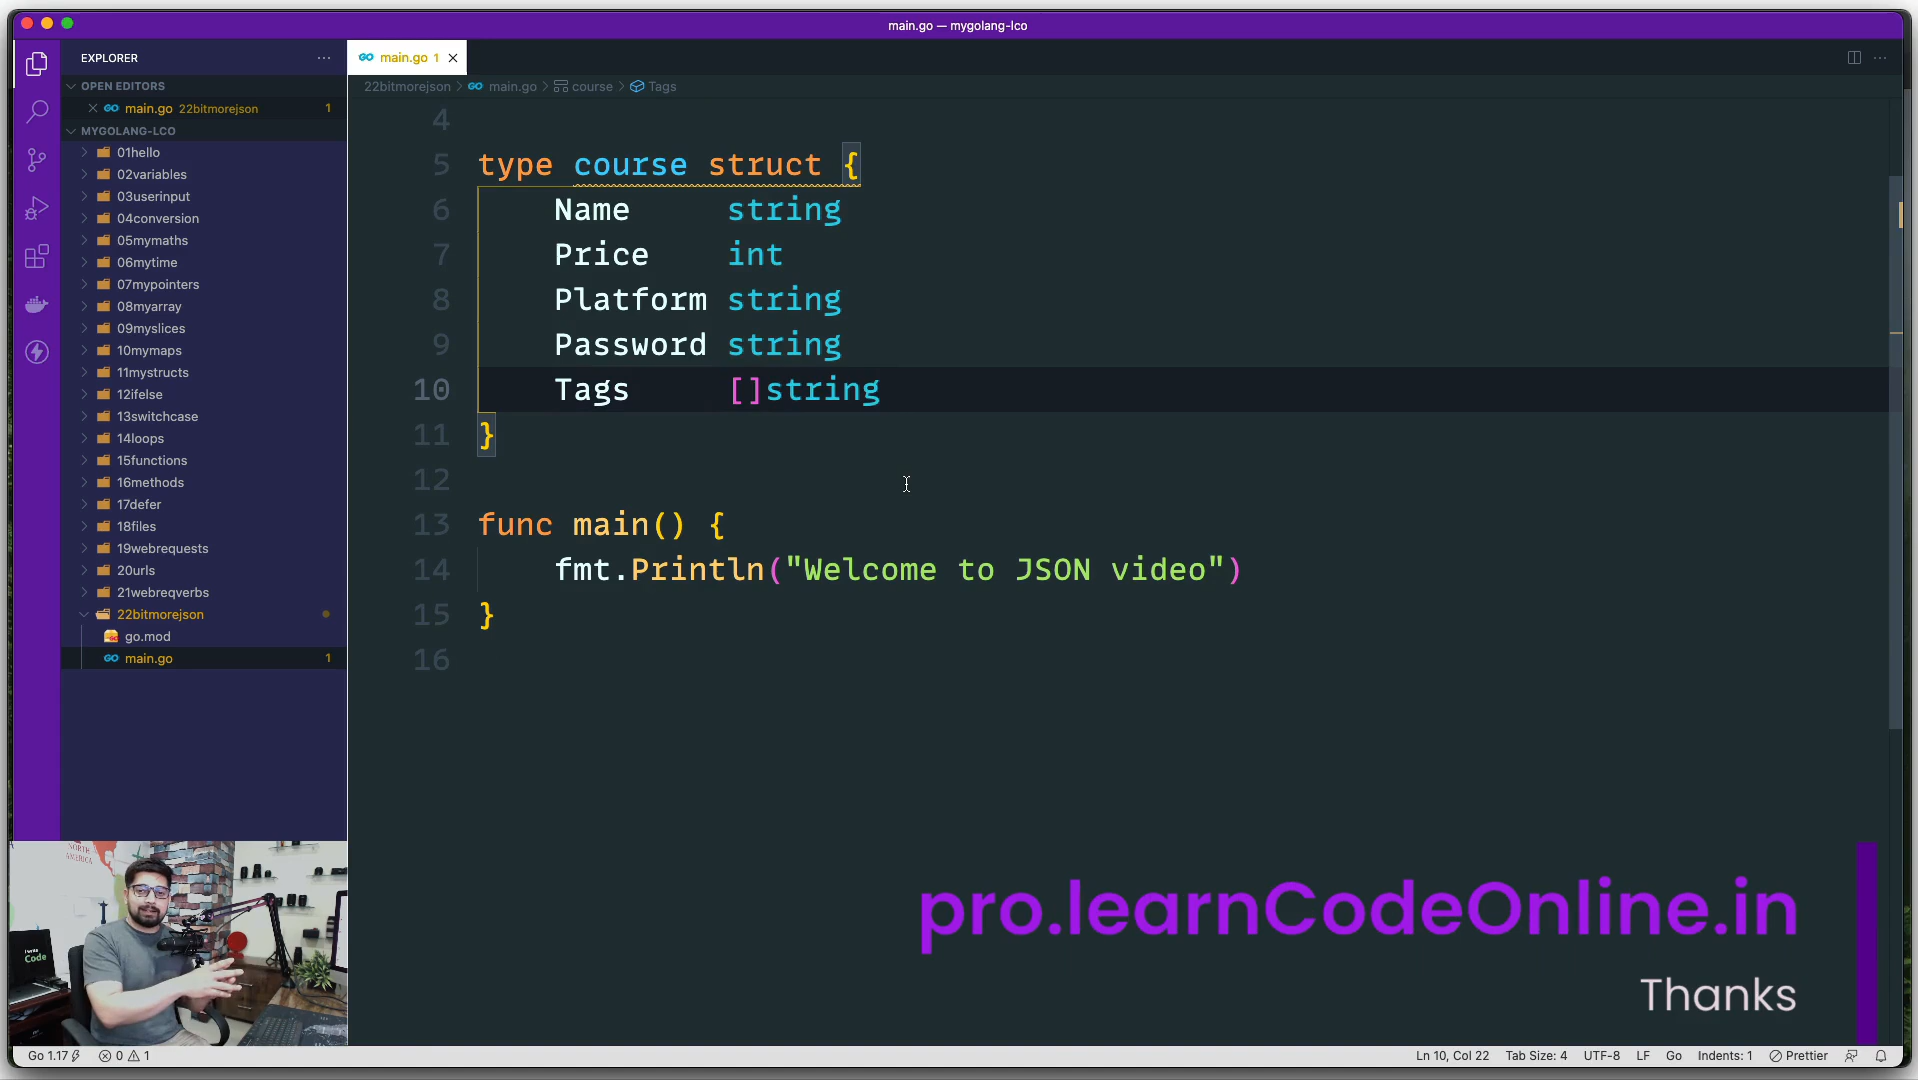 main.go — mygolang-lco
EXPLORER
OPEN EDITORS
main.go 22bitmorejson 1
MYGOLANG-LCO
01hello
02variables
03userinput
04conversion
05mymaths
06mytime
07mypointers
08myarray
09myslices
10mymaps
11mystructs
12ifelse
13switchcase
14loops
15functions
16methods
17defer
18files
19webrequests
20urls
21webreqverbs
22bitmorejson
go.mod
main.go 1
main.go 1
22bitmorejson > main.go > course > Tags
4
5 type course struct {
6 Name string
7 Price int
8 Platform string
9 Password string
10 Tags []string
11 }
12
13 func main() {
14 fmt.Println("Welcome to JSON video")
15 }
16
NORTH
AMERICA
I write
Code
pro.learnCodeOnline.in
Thanks
Go 1.17 0 1
Ln 10, Col 22 Tab Size: 4 UTF-8 LF Go Indents: 1 Prettier